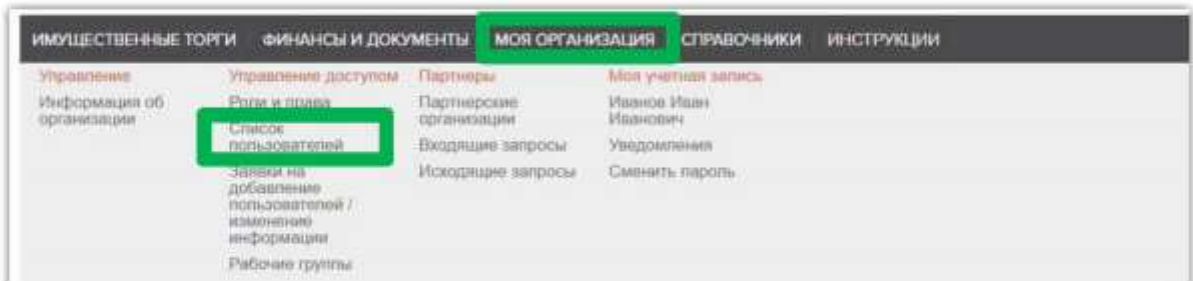 ИМУЩЕСТВЕННЫЕ ТОРГИ ФИНАНСЫ И ДОКУМЕНТЫ МОЯ ОРГАНИЗАЦИЯ СПРАВОЧНИКИ ИНСТРУКЦИИ
Управление
Информация об
организации
Управление доступом
Роли и права
Список
пользователей
Заявки на
добавление
пользователей /
изменение
информации
Рабочие группы
Партнеры
Партнерские
организации
Входящие запросы
Исходящие запросы
Моя учетная запись
Иванов Иван
Иванович
Уведомления
Сменить пароль